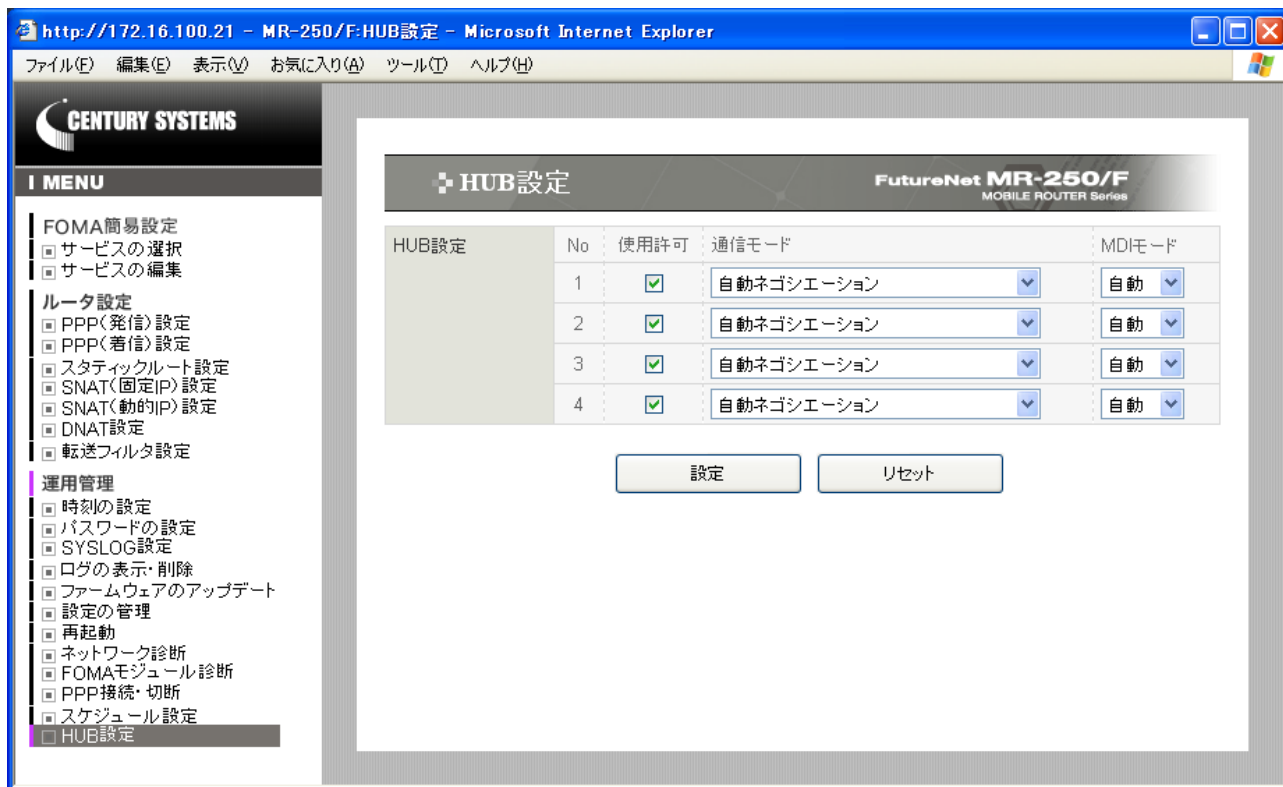 http://172.16.100.21 - MR-250/F:HUB設定 - Microsoft Internet Explorer
ファイル(F) 編集(E) 表示(V) お気に入り(A) ツール(T) ヘルプ(H)
CENTURY SYSTEMS
MENU
FOMA簡易設定
サービスの選択
サービスの編集
ルータ設定
PPP(発信)設定
PPP(着信)設定
スタティックルート設定
SNAT(固定IP)設定
SNAT(動的IP)設定
DNAT設定
転送フィルタ設定
運用管理
時刻の設定
パスワードの設定
SYSLOG設定
ログの表示・削除
ファームウェアのアップデート
設定の管理
再起動
ネットワーク診断
FOMAモジュール診断
PPP接続・切断
スケジュール設定
HUB設定
HUB設定
FutureNet MR-250/F
MOBILE ROUTER Series
HUB設定 No 使用許可 通信モード MDIモード
1 自動ネゴシエーション 自動
2 自動ネゴシエーション 自動
3 自動ネゴシエーション 自動
4 自動ネゴシエーション 自動
設定 リセット